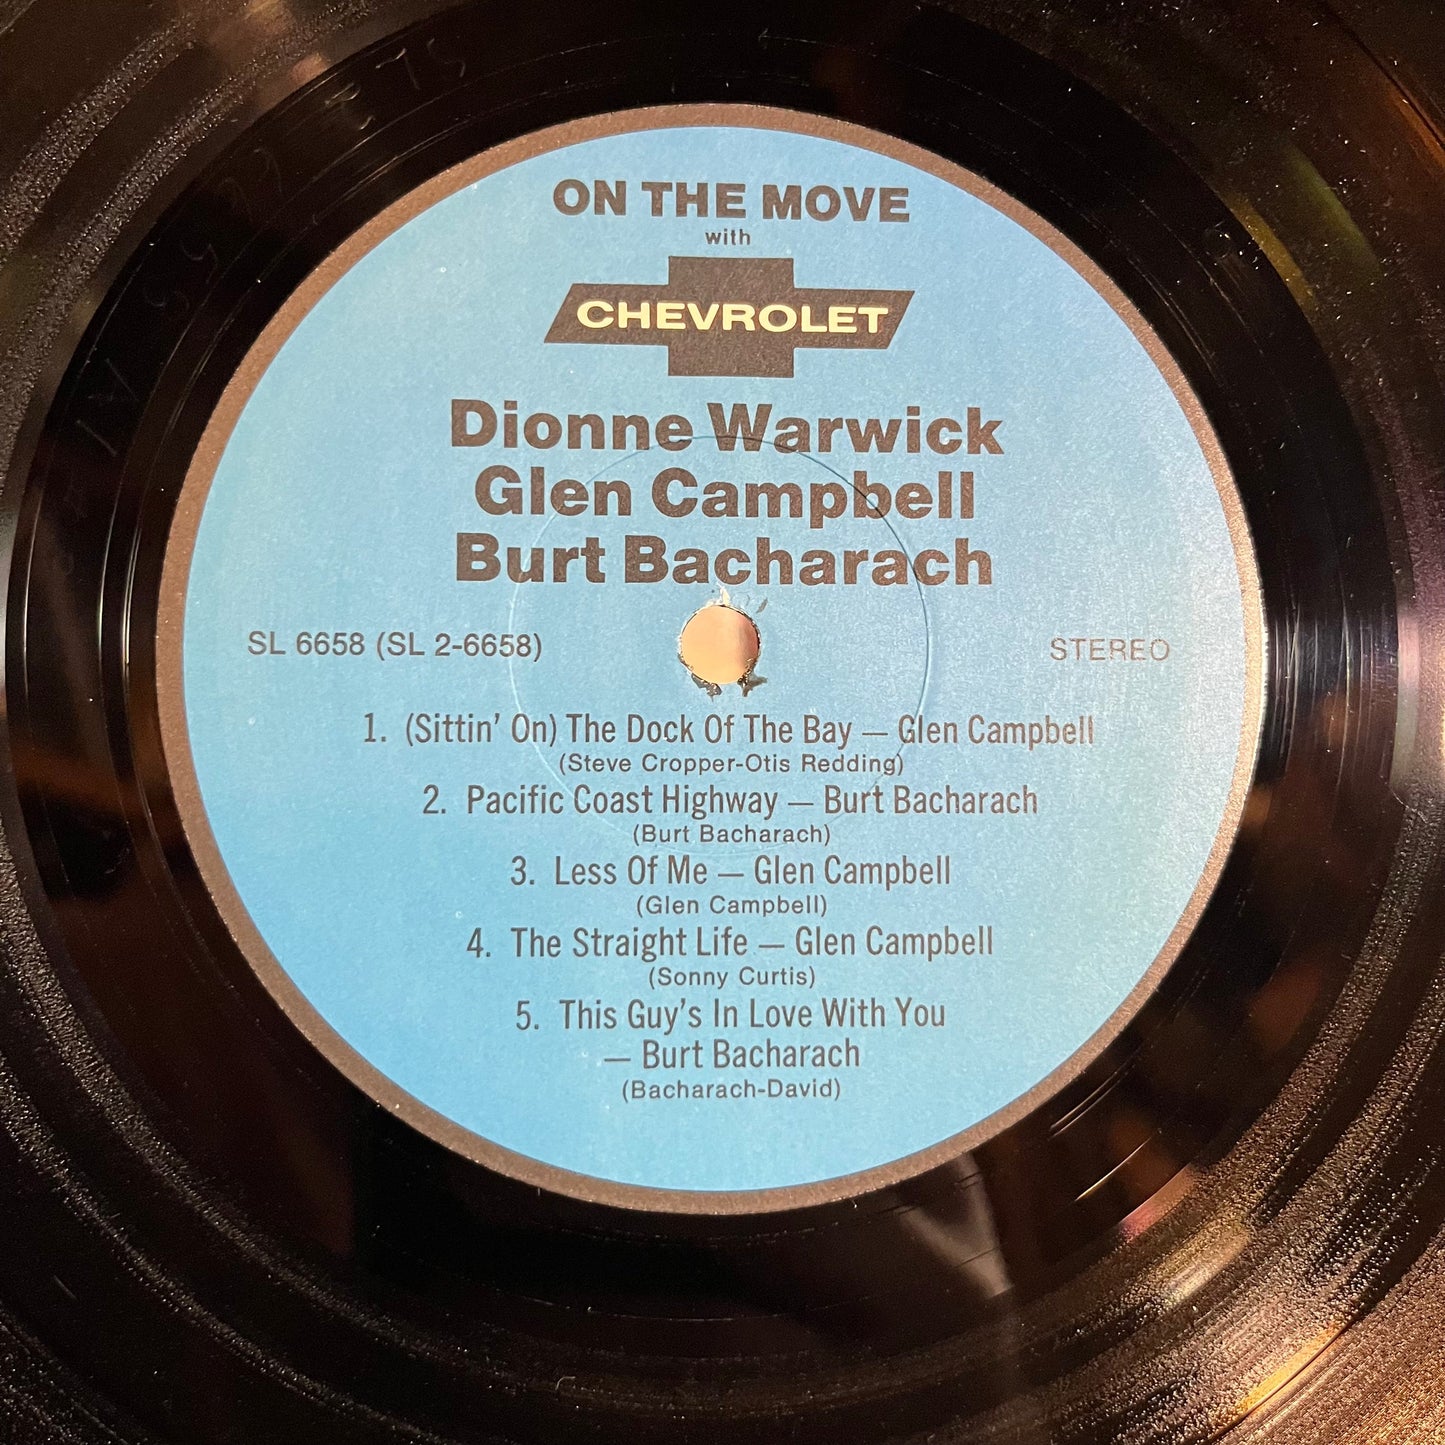 ON THE MOVE
with
CHEVROLET
Dionne Warwick
Glen Campbell
Burt Bacharach
SL 6658 (SL 2-6658)
STEREO
1. (Sittin' On) The Dock Of The Bay — Glen Campbell
(Steve Cropper-Otis Redding)
2. Pacific Coast Highway — Burt Bacharach
(Burt Bacharach)
3. Less Of Me — Glen Campbell
(Glen Campbell)
4. The Straight Life — Glen Campbell
(Sonny Curtis)
5. This Guy's In Love With You
— Burt Bacharach
(Bacharach-David)